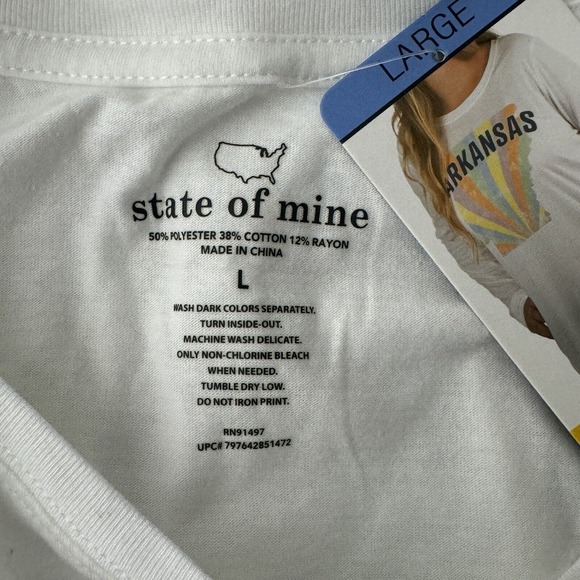 LARGE
ARKANSAS
state of mine
50% POLYESTER 38% COTTON 12% RAYON
MADE IN CHINA
L
WASH DARK COLORS SEPARATELY.
TURN INSIDE-OUT.
MACHINE WASH DELICATE.
ONLY NON-CHLORINE BLEACH
WHEN NEEDED.
TUMBLE DRY LOW.
DO NOT IRON PRINT.
RN91497
UPC# 797642851472